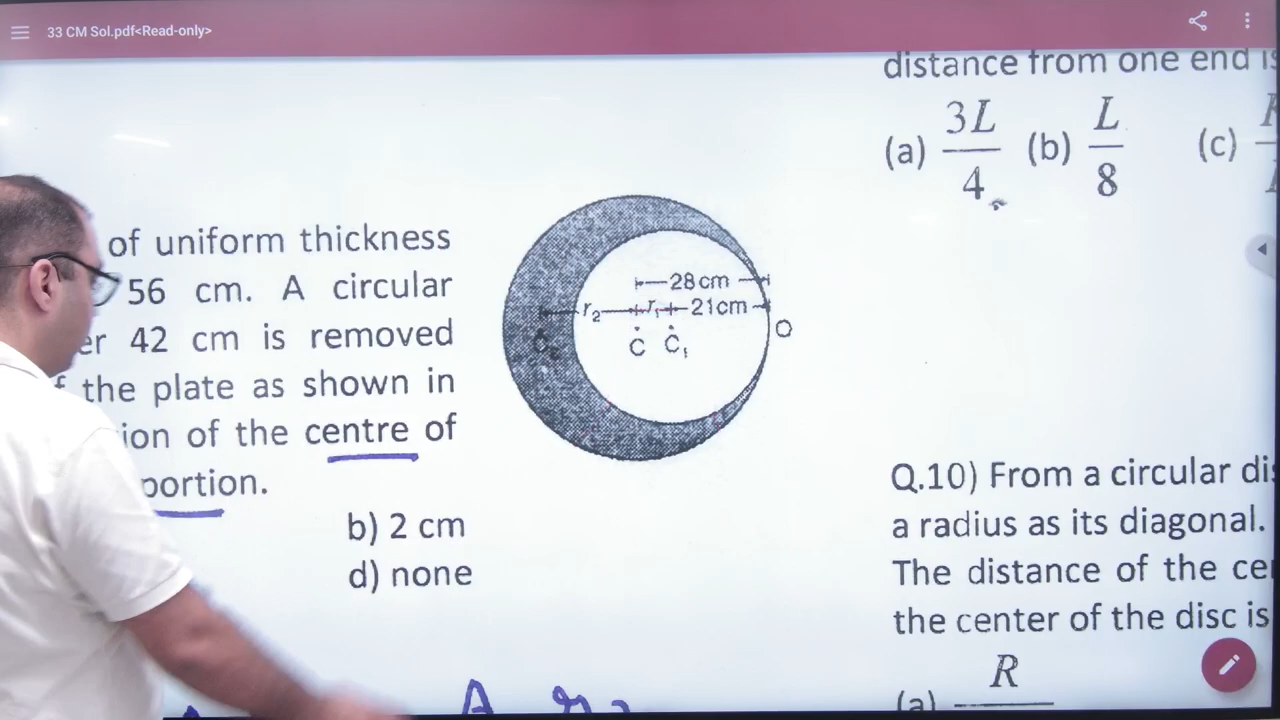 33 CM Sol.pdf<Read-only>
of uniform thickness
56 cm. A circular
er 42 cm is removed
the plate as shown in
ion of the centre of
portion.
b) 2 cm
d) none
28cm
r₂ r₁ 21cm
C C₁ O
A
distance from one end is
(a) 3L/4 (b) L/8 (c)
Q.10) From a circular di
a radius as its diagonal.
The distance of the ce
the center of the disc is
(a) R